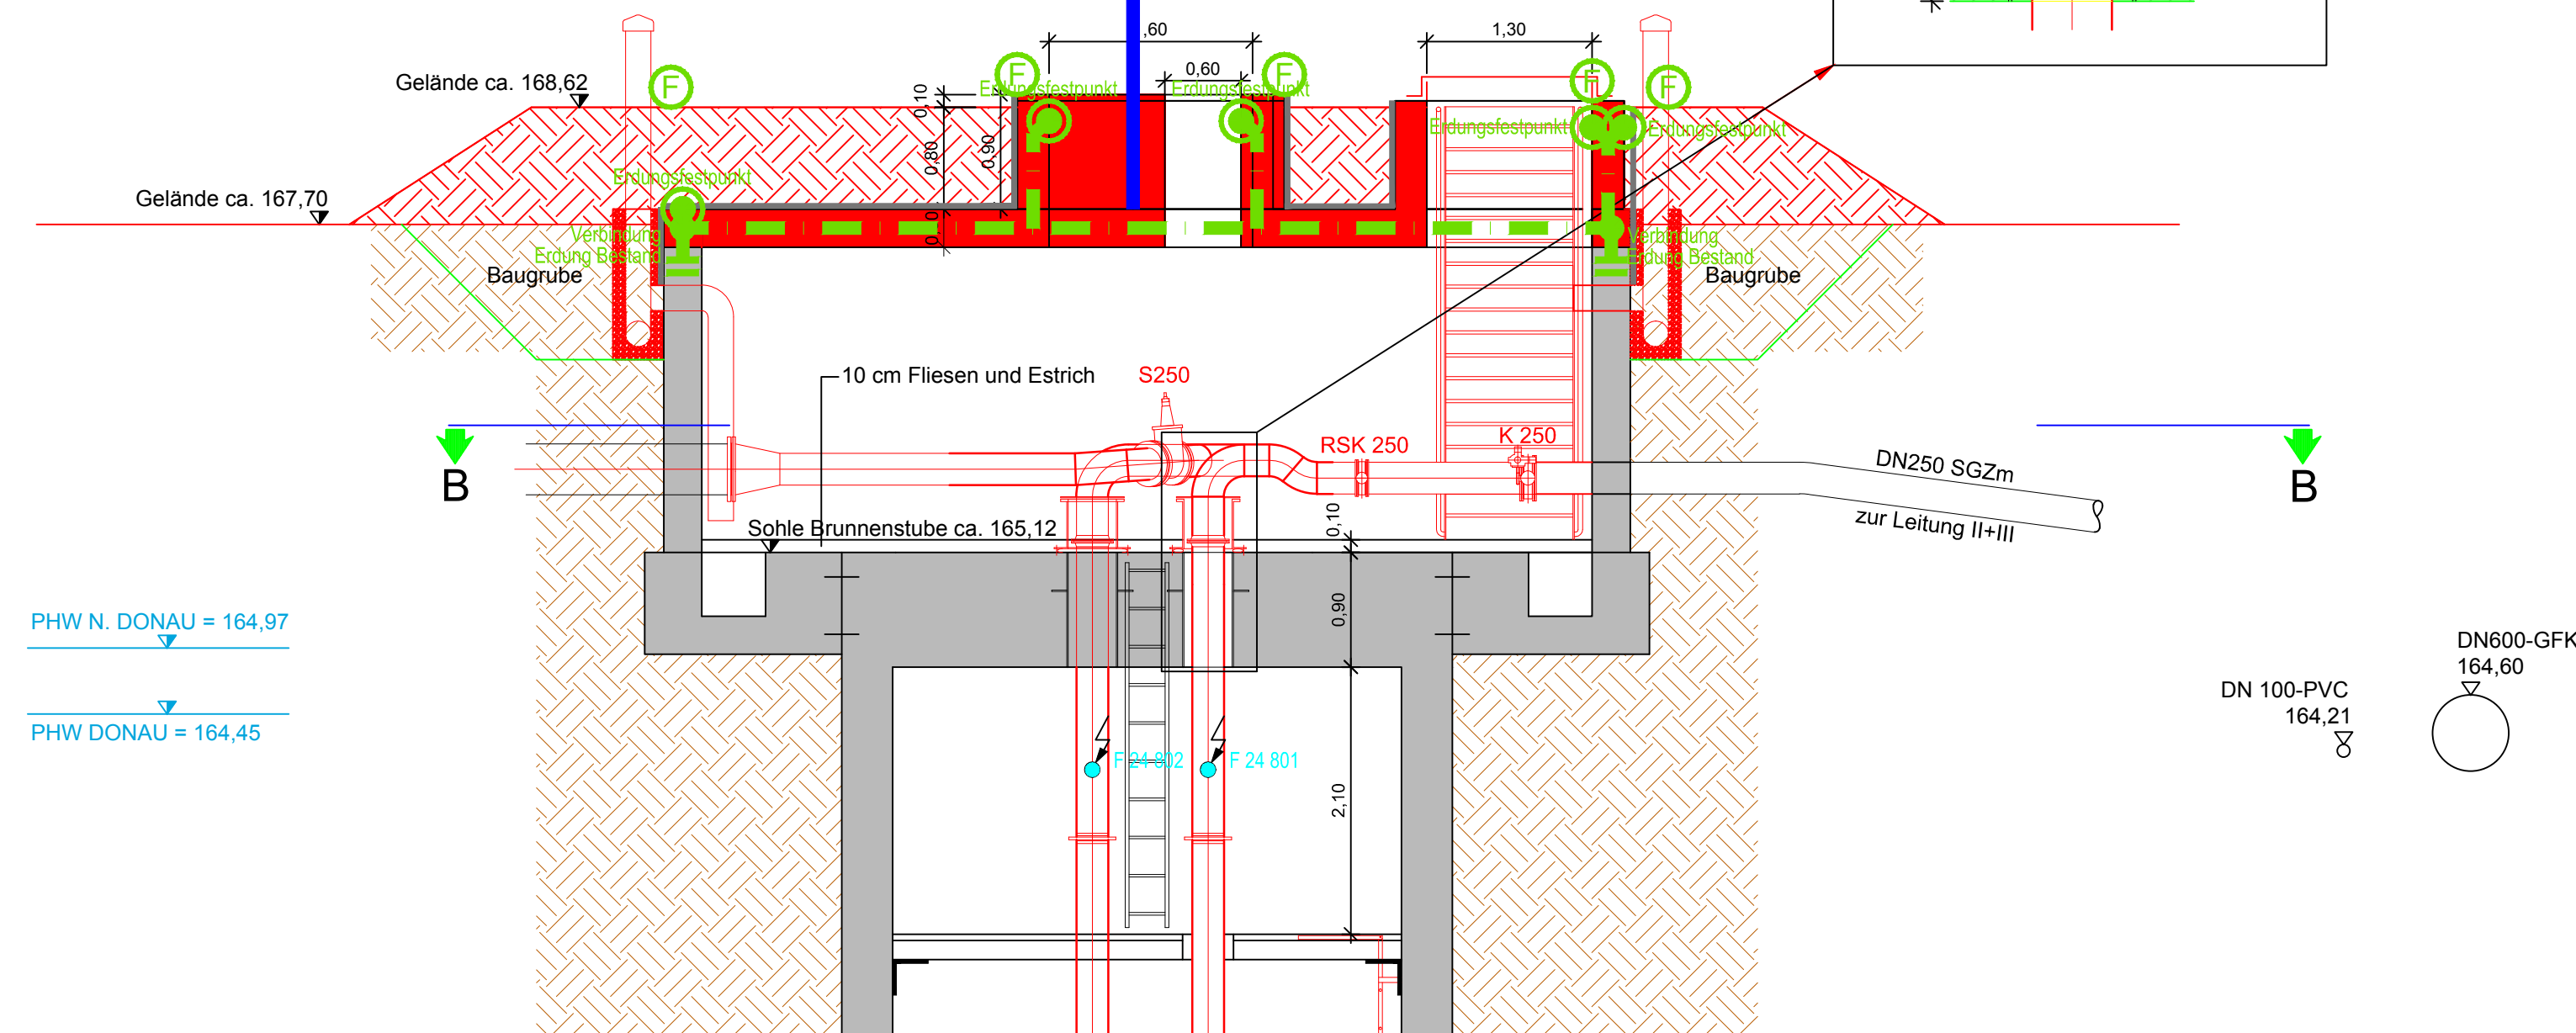 ,60
1,30
0,60
Gelände ca. 168,62
F
F
F
F
F
Erdungsfestpunkt
Erdungsfestpunkt
0,10
0,80
0,90
Erdungsfestpunkt
Erdungsfestpunkt
Erdungsfestpunkt
Gelände ca. 167,70
Verbindung
Erdung Bestand
Baugrube
Verbindung
Erdung Bestand
Baugrube
10 cm Fliesen und Estrich
S250
RSK 250
K 250
B
B
DN250 SGZm
zur Leitung II+III
Sohle Brunnenstube ca. 165,12
0,10
0,90
2,10
PHW N. DONAU = 164,97
PHW DONAU = 164,45
F 24 802
F 24 801
DN600-GFK
164,60
DN 100-PVC
164,21